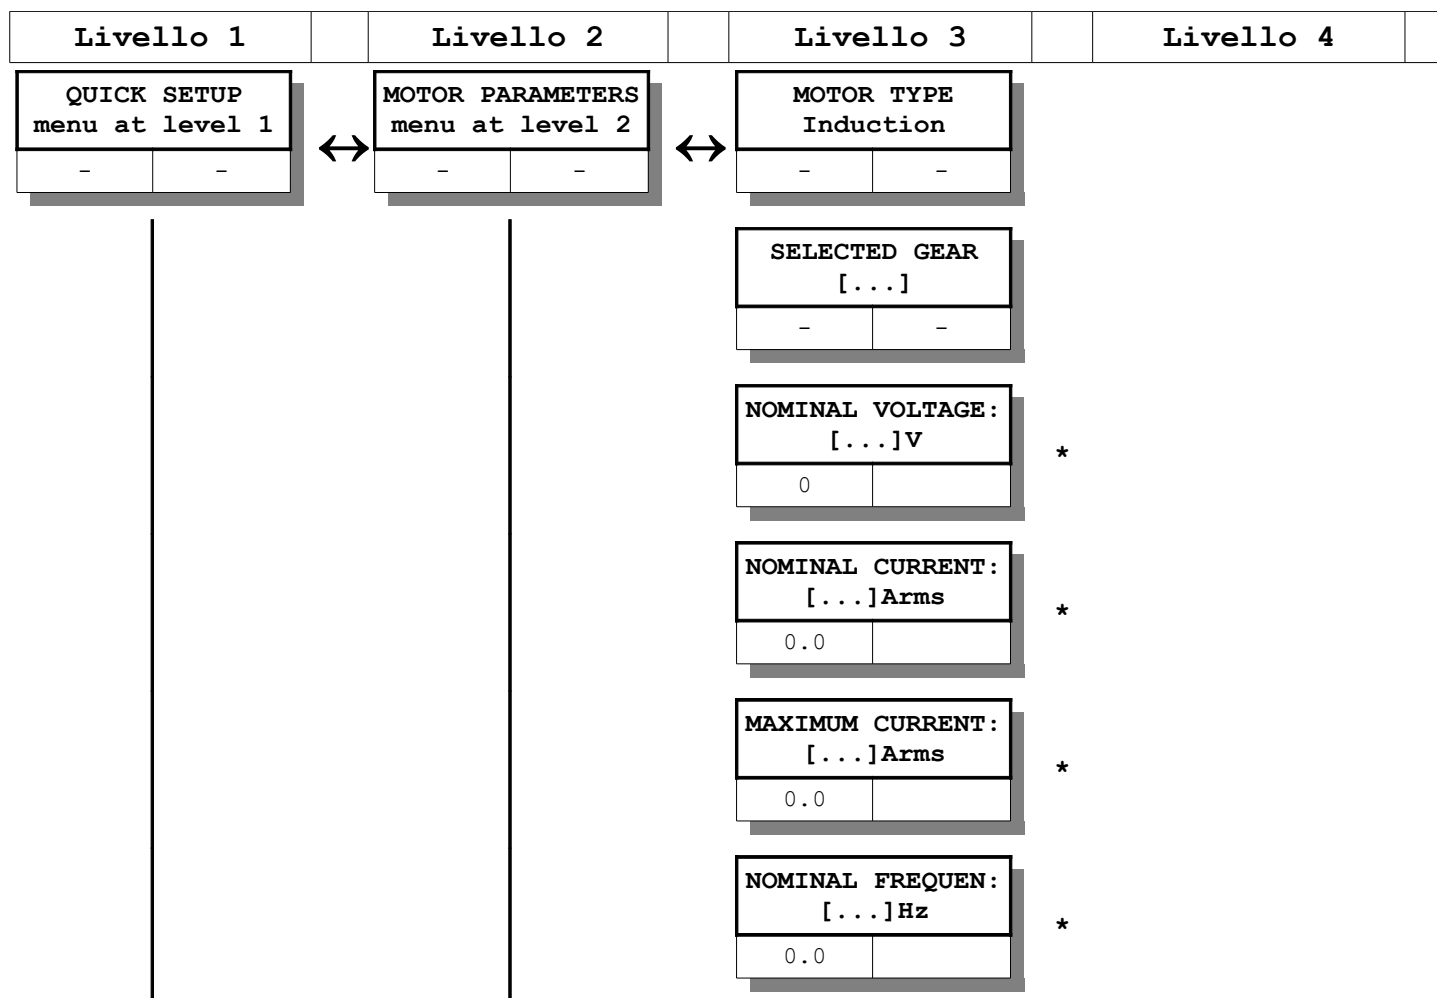 Livello 1 Livello 2 Livello 3 Livello 4
QUICK SETUP
menu at level 1
- -
↔
MOTOR PARAMETERS
menu at level 2
- -
↔
MOTOR TYPE
Induction
- -
SELECTED GEAR
[...]
- -
NOMINAL VOLTAGE:
[...]V
0
*
NOMINAL CURRENT:
[...]Arms
0.0
*
MAXIMUM CURRENT:
[...]Arms
0.0
*
NOMINAL FREQUEN:
[...]Hz
0.0
*